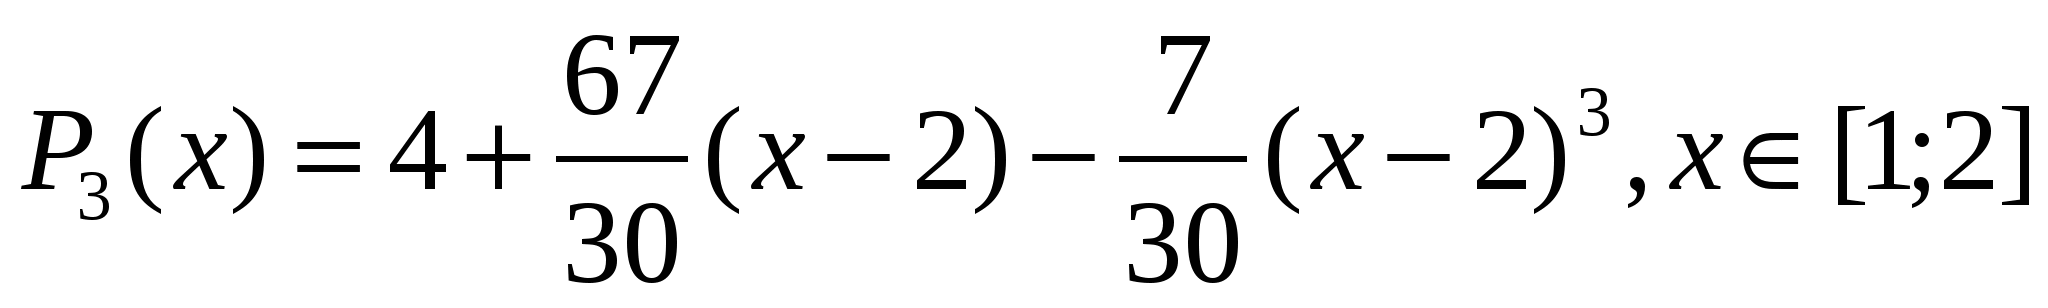 P₃(x) = 4 + 67/30 (x − 2) − 7/30 (x − 2)³, x ∈ [1;2]